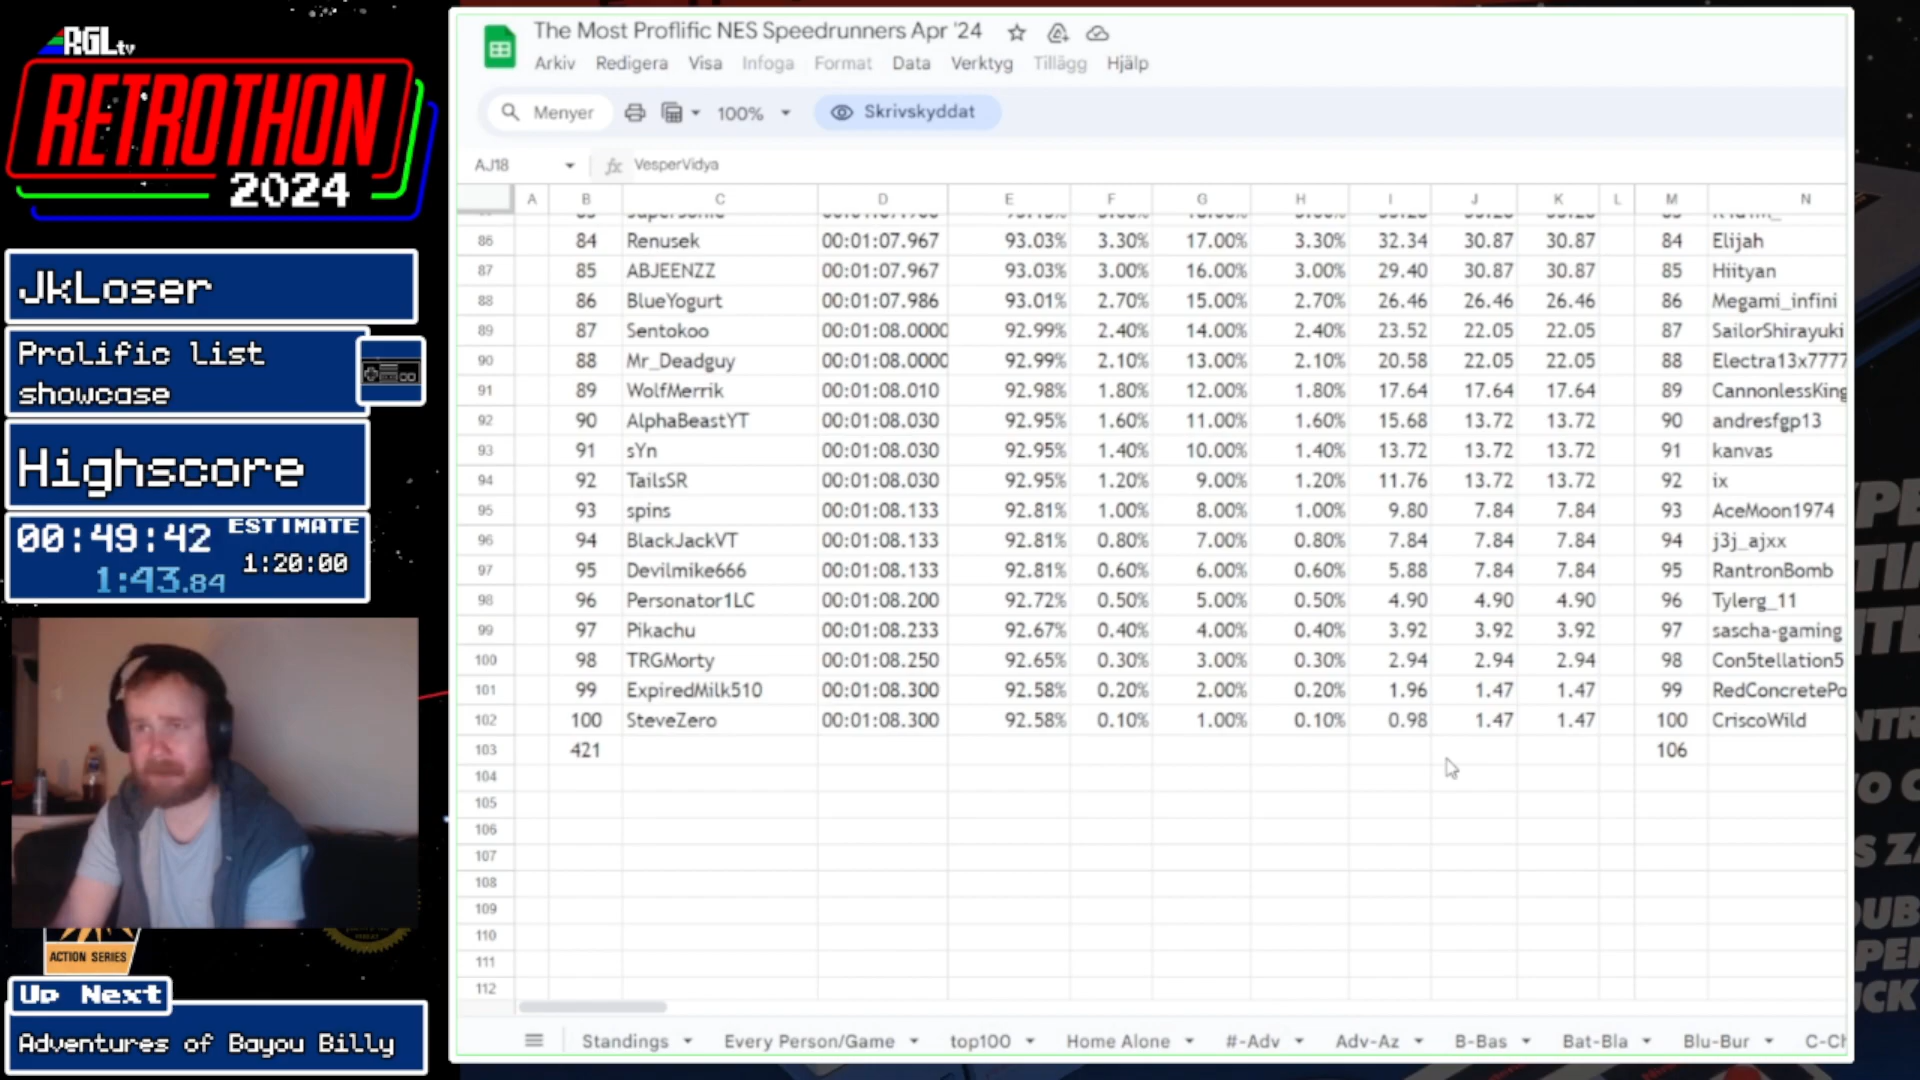 RGLtv
RETROTHON
2024
JkLoser
Prolific list
showcase
Highscore
00:49:42 ESTIMATE
1:43.84 1:20:00
ACTION SERIES
Up Next
Adventures of Bayou Billy
The Most Proflific NES Speedrunners Apr '24
Arkiv Redigera Visa Infoga Format Data Verktyg Tillägg Hjälp
Menyer 100% Skrivskyddat
AJ18 fx VesperVidya
A B C D E F G H I J K L M N
86 84 Renusek 00:01:07.967 93.03% 3.30% 17.00% 3.30% 32.34 30.87 30.87 84 Elijah
87 85 ABJEENZZ 00:01:07.967 93.03% 3.00% 16.00% 3.00% 29.40 30.87 30.87 85 Hiityan
88 86 BlueYogurt 00:01:07.986 93.01% 2.70% 15.00% 2.70% 26.46 26.46 26.46 86 Megami_infini
89 87 Sentokoo 00:01:08.0000 92.99% 2.40% 14.00% 2.40% 23.52 22.05 22.05 87 SailorShirayuki
90 88 Mr_Deadguy 00:01:08.0000 92.99% 2.10% 13.00% 2.10% 20.58 22.05 22.05 88 Electra13x7777
91 89 WolfMerrik 00:01:08.010 92.98% 1.80% 12.00% 1.80% 17.64 17.64 17.64 89 CannonlessKing
92 90 AlphaBeastYT 00:01:08.030 92.95% 1.60% 11.00% 1.60% 15.68 13.72 13.72 90 andresfgp13
93 91 sYn 00:01:08.030 92.95% 1.40% 10.00% 1.40% 13.72 13.72 13.72 91 kanvas
94 92 TailsSR 00:01:08.030 92.95% 1.20% 9.00% 1.20% 11.76 13.72 13.72 92 ix
95 93 spins 00:01:08.133 92.81% 1.00% 8.00% 1.00% 9.80 7.84 7.84 93 AceMoon1974
96 94 BlackJackVT 00:01:08.133 92.81% 0.80% 7.00% 0.80% 7.84 7.84 7.84 94 j3j_ajxx
97 95 Devilmike666 00:01:08.133 92.81% 0.60% 6.00% 0.60% 5.88 7.84 7.84 95 RantronBomb
98 96 Personator1LC 00:01:08.200 92.72% 0.50% 5.00% 0.50% 4.90 4.90 4.90 96 Tylerg_11
99 97 Pikachu 00:01:08.233 92.67% 0.40% 4.00% 0.40% 3.92 3.92 3.92 97 sascha-gaming
100 98 TRGMorty 00:01:08.250 92.65% 0.30% 3.00% 0.30% 2.94 2.94 2.94 98 Con5tellation5
101 99 ExpiredMilk510 00:01:08.300 92.58% 0.20% 2.00% 0.20% 1.96 1.47 1.47 99 RedConcretePo
102 100 SteveZero 00:01:08.300 92.58% 0.10% 1.00% 0.10% 0.98 1.47 1.47 100 CriscoWild
103 421 106
104
105
106
107
108
109
110
111
112
Standings Every Person/Game top100 Home Alone #-Adv Adv-Az B-Bas Bat-Bla Blu-Bur C-Ch